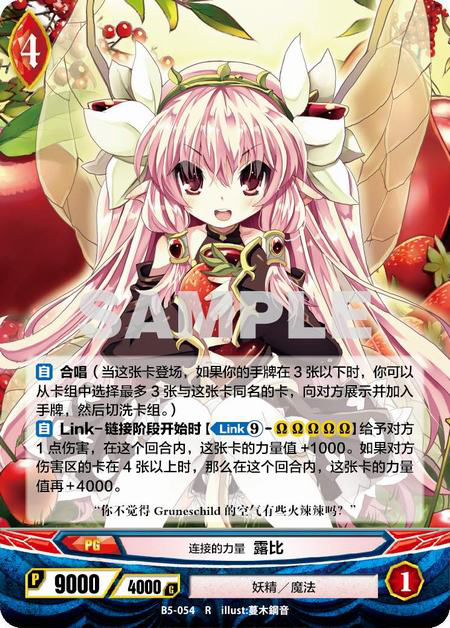 4
SAMPLE
自 合唱（当这张卡登场，如果你的手牌在 3 张以下时，你可以
从卡组中选择最多 3 张与这张卡同名的卡，向对方展示并加入
手牌，然后切洗卡组。）
自 Link-链接阶段开始时【Link⑨-ΩΩΩΩΩ】给予对方
1 点伤害，在这个回合内，这张卡的力量值 +1000。如果对方
伤害区的卡在 4 张以上时，那么在这个回合内，这张卡的力量
值再 +4000。
“你不觉得 Gruneschild 的空气有些火辣辣吗？”
PG 连接的力量 露比
P 9000 / 4000 G 妖精／魔法 1
B5-054 R illust:蔓木鋼音